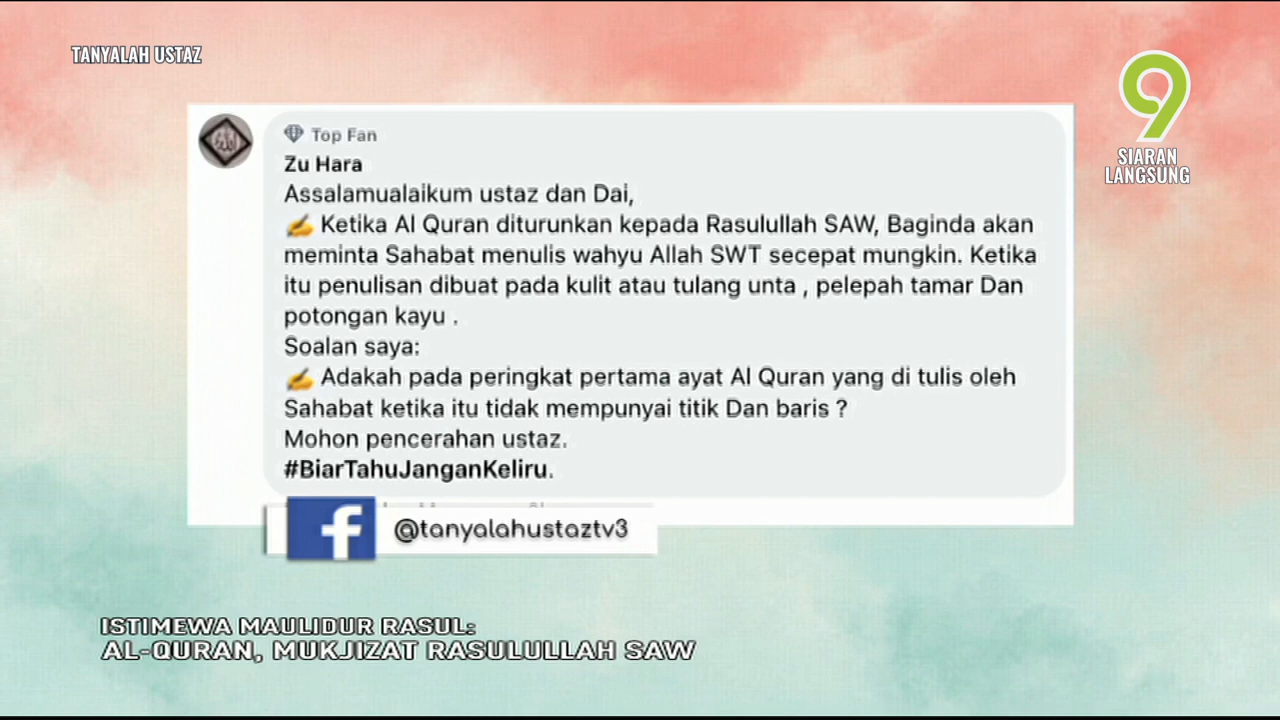 TANYALAH USTAZ
9
SIARAN
LANGSUNG
Top Fan
Zu Hara
Assalamualaikum ustaz dan Dai,
✍️ Ketika Al Quran diturunkan kepada Rasulullah SAW, Baginda akan
meminta Sahabat menulis wahyu Allah SWT secepat mungkin. Ketika
itu penulisan dibuat pada kulit atau tulang unta , pelepah tamar Dan
potongan kayu .
Soalan saya:
✍️ Adakah pada peringkat pertama ayat Al Quran yang di tulis oleh
Sahabat ketika itu tidak mempunyai titik Dan baris ?
Mohon pencerahan ustaz.
#BiarTahuJanganKeliru.
f @tanyalahustaztv3
ISTIMEWA MAULIDUR RASUL:
AL-QURAN, MUKJIZAT RASULULLAH SAW